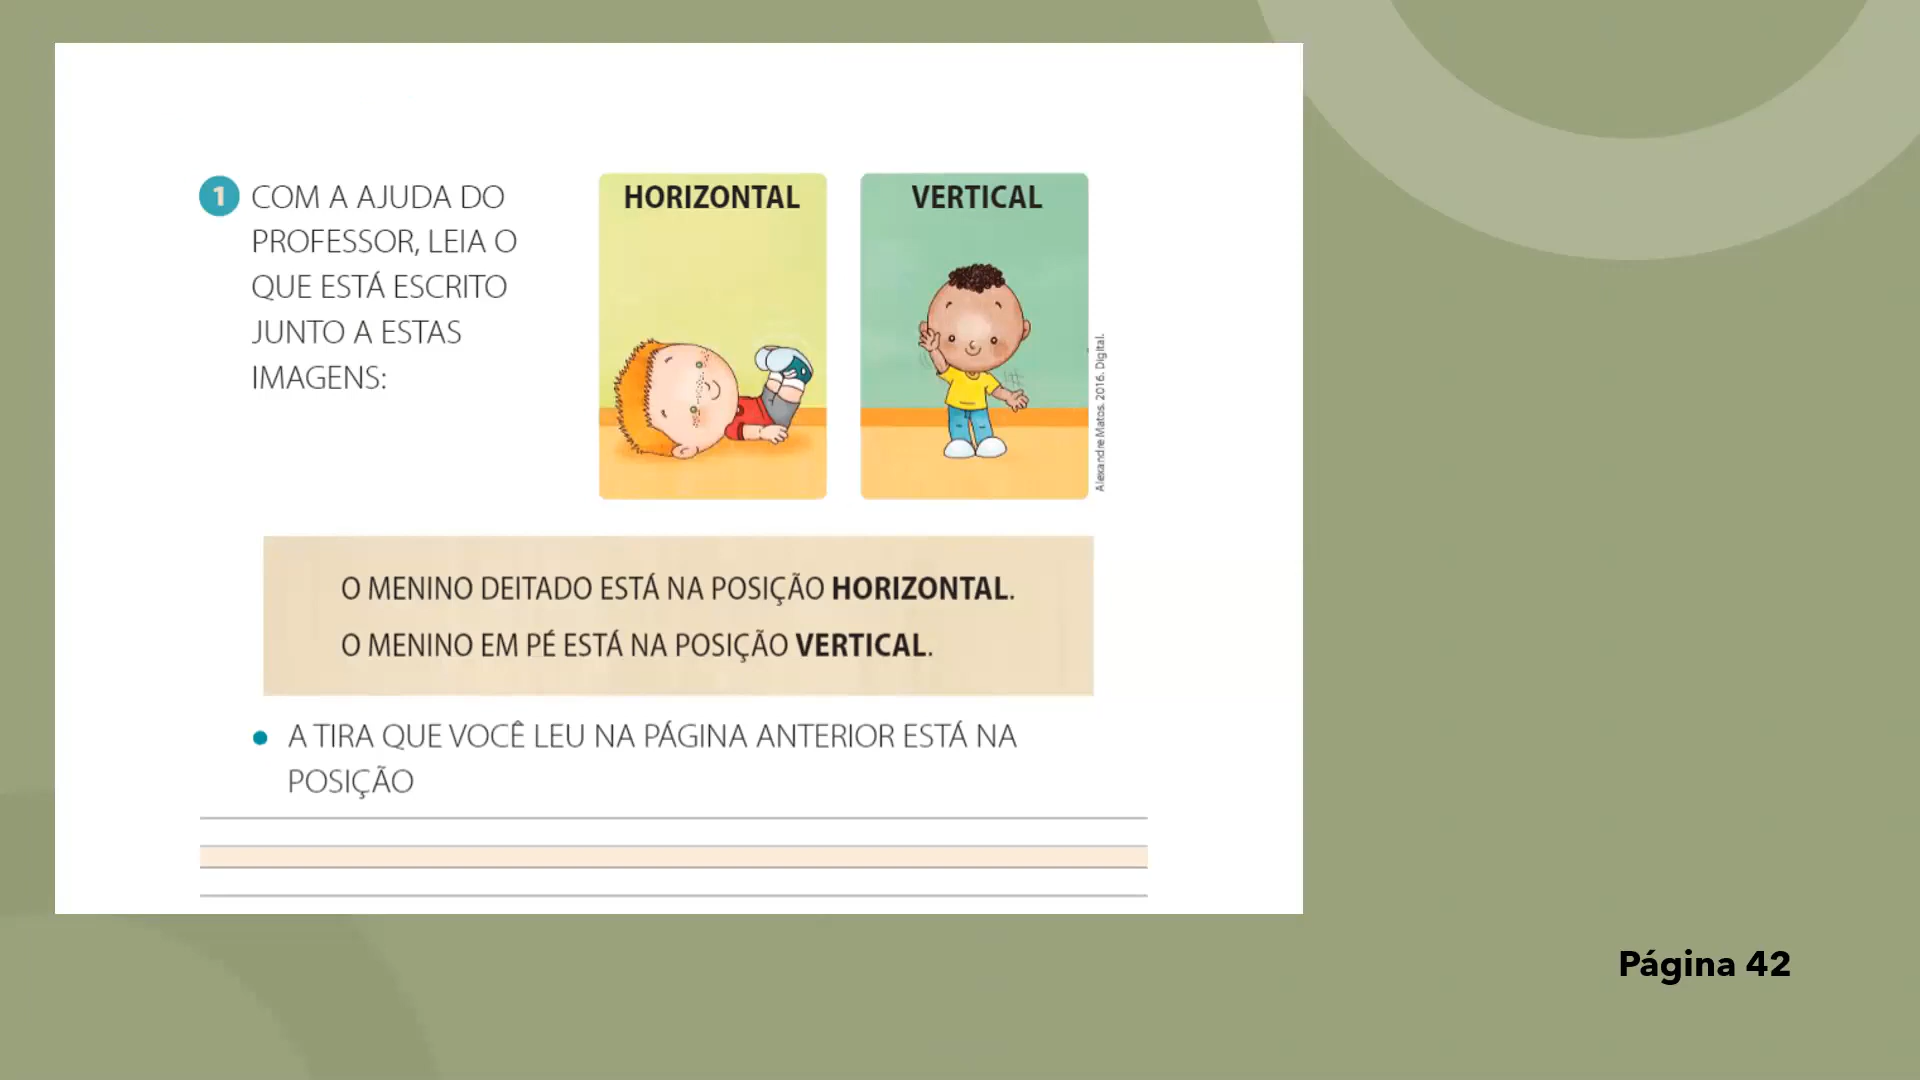 1 COM A AJUDA DO
PROFESSOR, LEIA O
QUE ESTÁ ESCRITO
JUNTO A ESTAS
IMAGENS:
HORIZONTAL
VERTICAL
Alexandre Matos. 2016. Digital.
O MENINO DEITADO ESTÁ NA POSIÇÃO HORIZONTAL.
O MENINO EM PÉ ESTÁ NA POSIÇÃO VERTICAL.
• A TIRA QUE VOCÊ LEU NA PÁGINA ANTERIOR ESTÁ NA
POSIÇÃO
Página 42